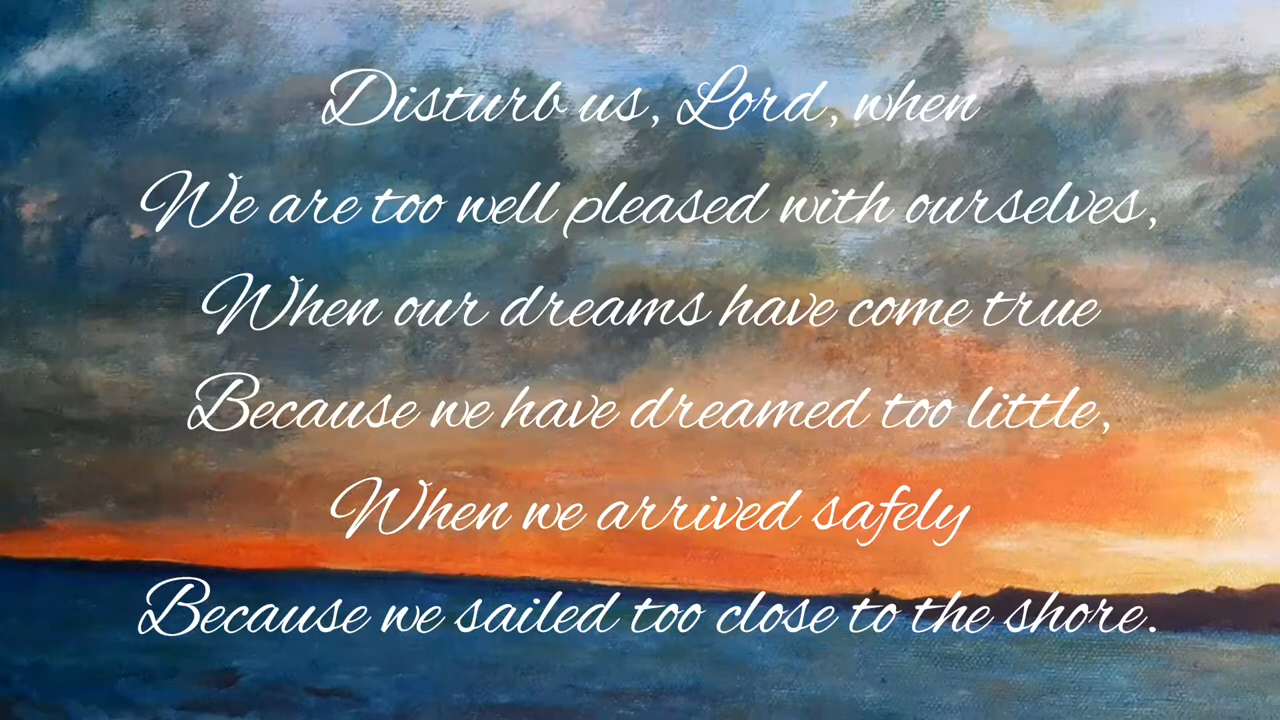 Disturb us, Lord, when
We are too well pleased with ourselves,
When our dreams have come true
Because we have dreamed too little,
When we arrived safely
Because we sailed too close to the shore.